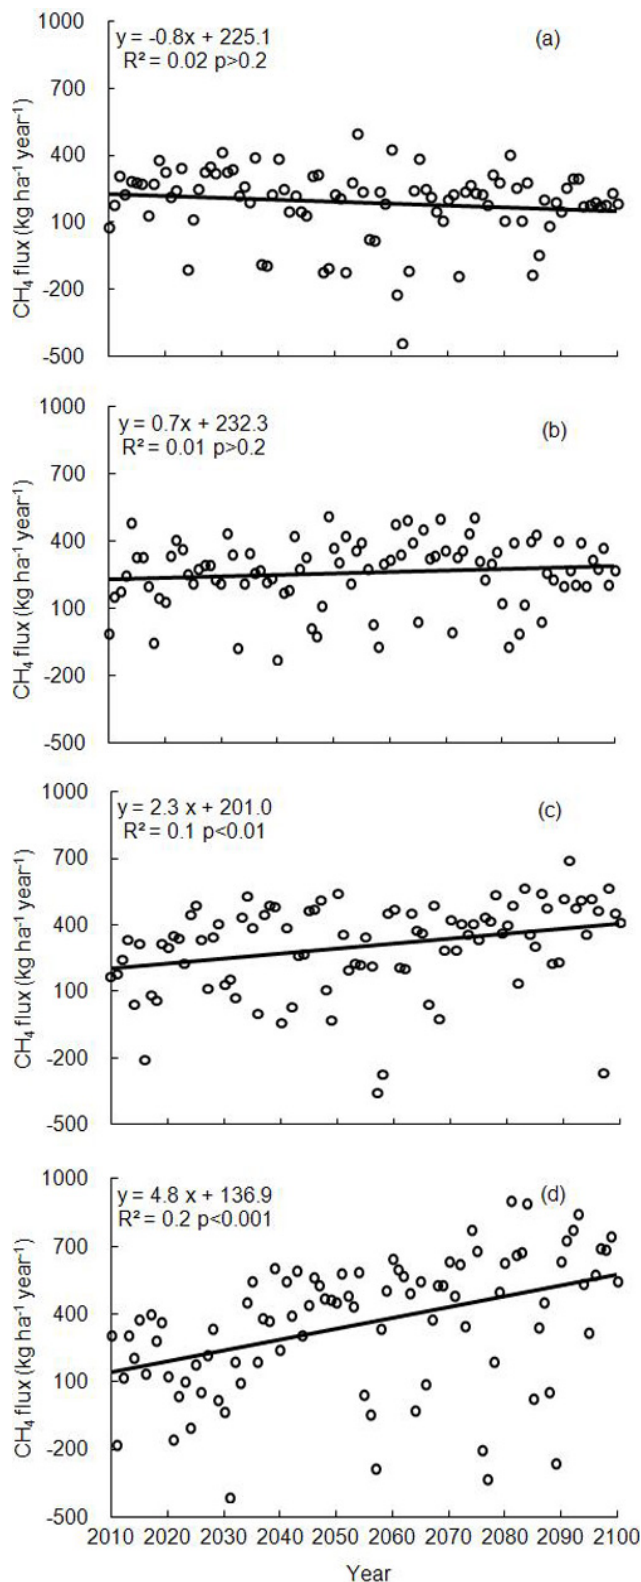 1000
y = -0.8x + 225.1
(a)
R² = 0.02 p>0.2
700
400
100
-200
-500
CH₄ flux (kg ha⁻¹ year⁻¹)
1000
y = 0.7x + 232.3
(b)
R² = 0.01 p>0.2
700
400
100
-200
-500
CH₄ flux (kg ha⁻¹ year⁻¹)
1000
y = 2.3 x + 201.0
(c)
R² = 0.1 p<0.01
700
400
100
-200
-500
CH₄ flux (kg ha⁻¹ year⁻¹)
1000
y = 4.8 x + 136.9
(d)
R² = 0.2 p<0.001
700
400
100
-200
-500
CH₄ flux (kg ha⁻¹ year⁻¹)
2010 2020 2030 2040 2050 2060 2070 2080 2090 2100
Year